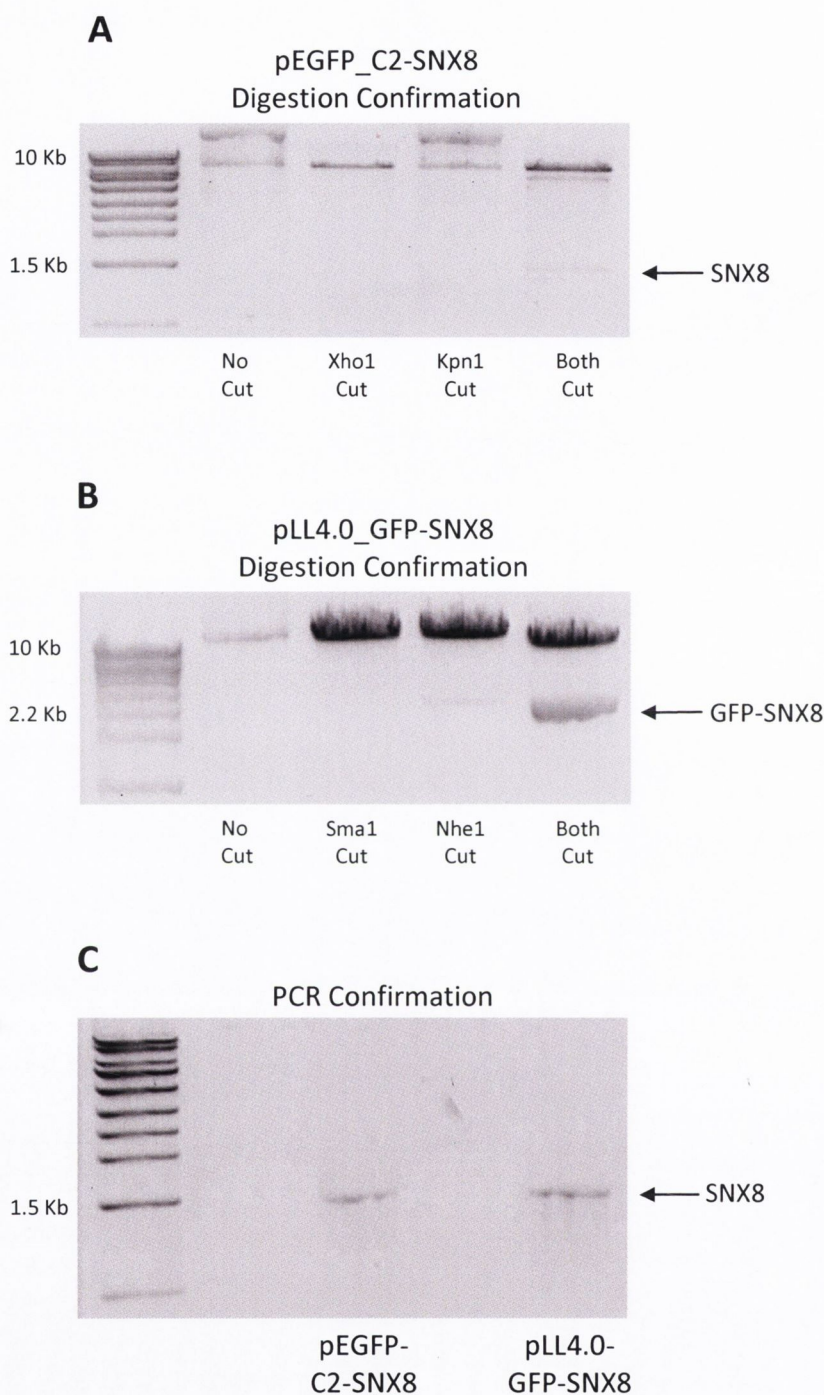 A
pEGFP_C2-SNX8
Digestion Confirmation
10 Kb
1.5 Kb
SNX8
No Cut
Xho1 Cut
Kpn1 Cut
Both Cut
B
pLL4.0_GFP-SNX8
Digestion Confirmation
10 Kb
2.2 Kb
GFP-SNX8
No Cut
Sma1 Cut
Nhe1 Cut
Both Cut
C
PCR Confirmation
1.5 Kb
SNX8
pEGFP-
C2-SNX8
pLL4.0-
GFP-SNX8